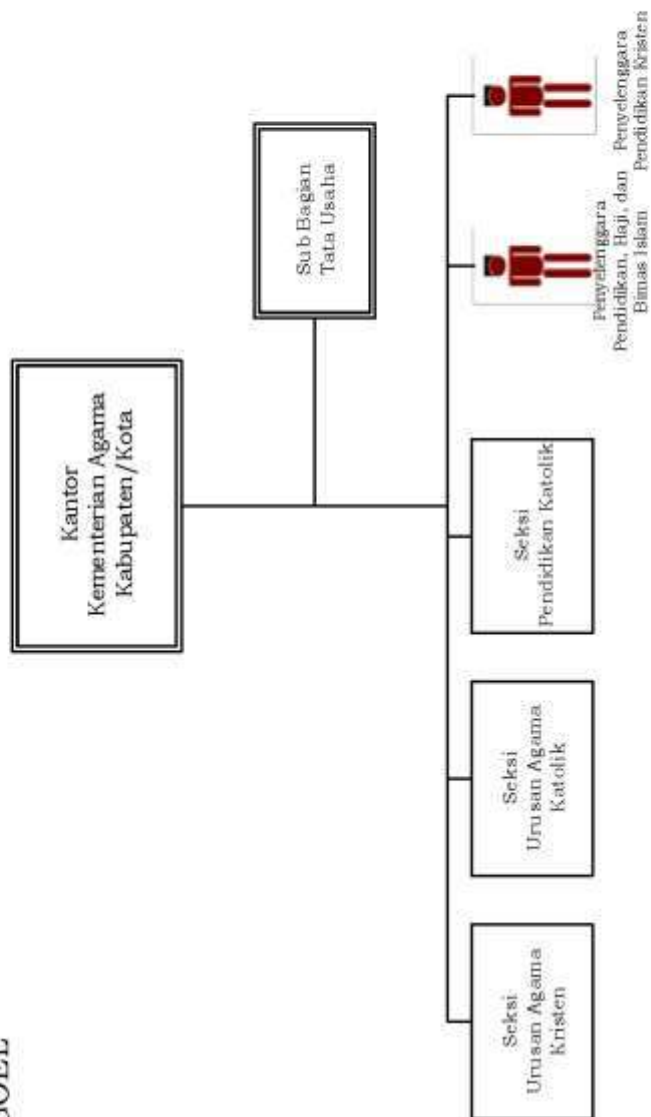 Kantor
Kementerian Agama
Kabupaten/Kota
Sub Bagian
Tata Usaha
Seksi
Urusan Agama
Kristen
Seksi
Urusan Agama
Katolik
Seksi
Pendidikan Katolik
Penyelenggara
Pendidikan, Haji, dan
Bimas Islam
Penyelenggara
Pendidikan Kristen